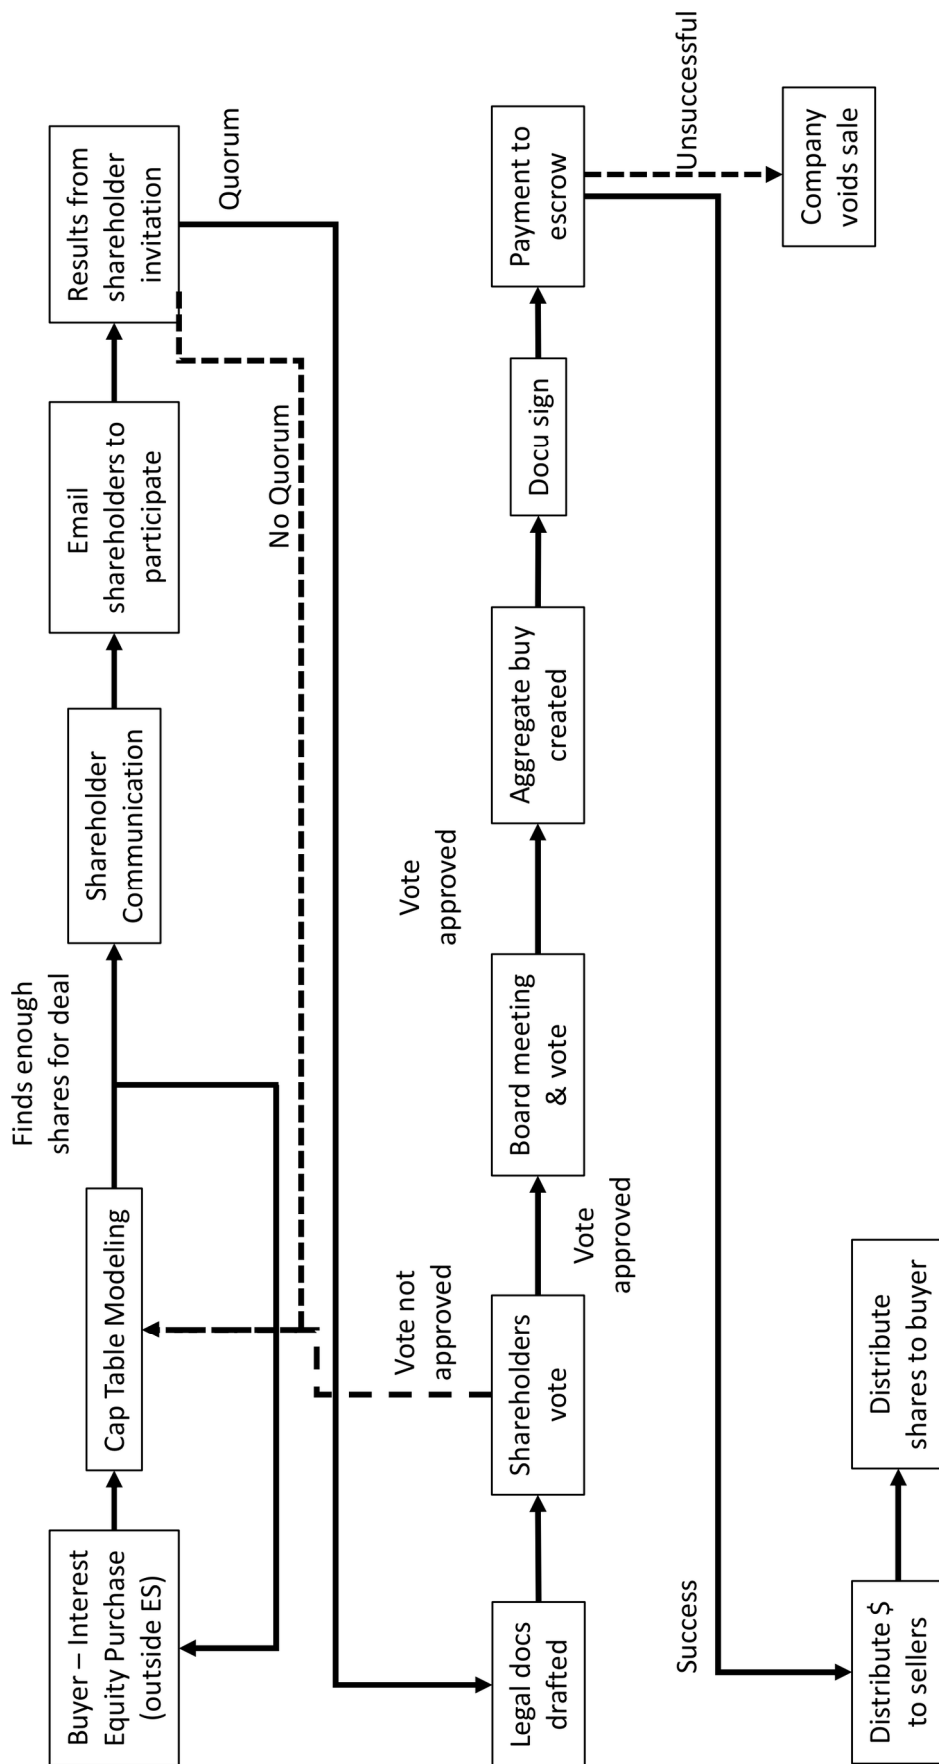 Buyer – Interest
Equity Purchase
(outside ES)
Cap Table Modeling
Finds enough
shares for deal
Shareholder
Communication
Email
shareholders to
participate
Results from
shareholder
invitation
No Quorum
Quorum
Legal docs
drafted
Vote not
approved
Shareholders
vote
Vote
approved
Board meeting
& vote
Vote
approved
Aggregate buy
created
Docu sign
Payment to
escrow
Unsuccessful
Company
voids sale
Success
Distribute $
to sellers
Distribute
shares to buyer